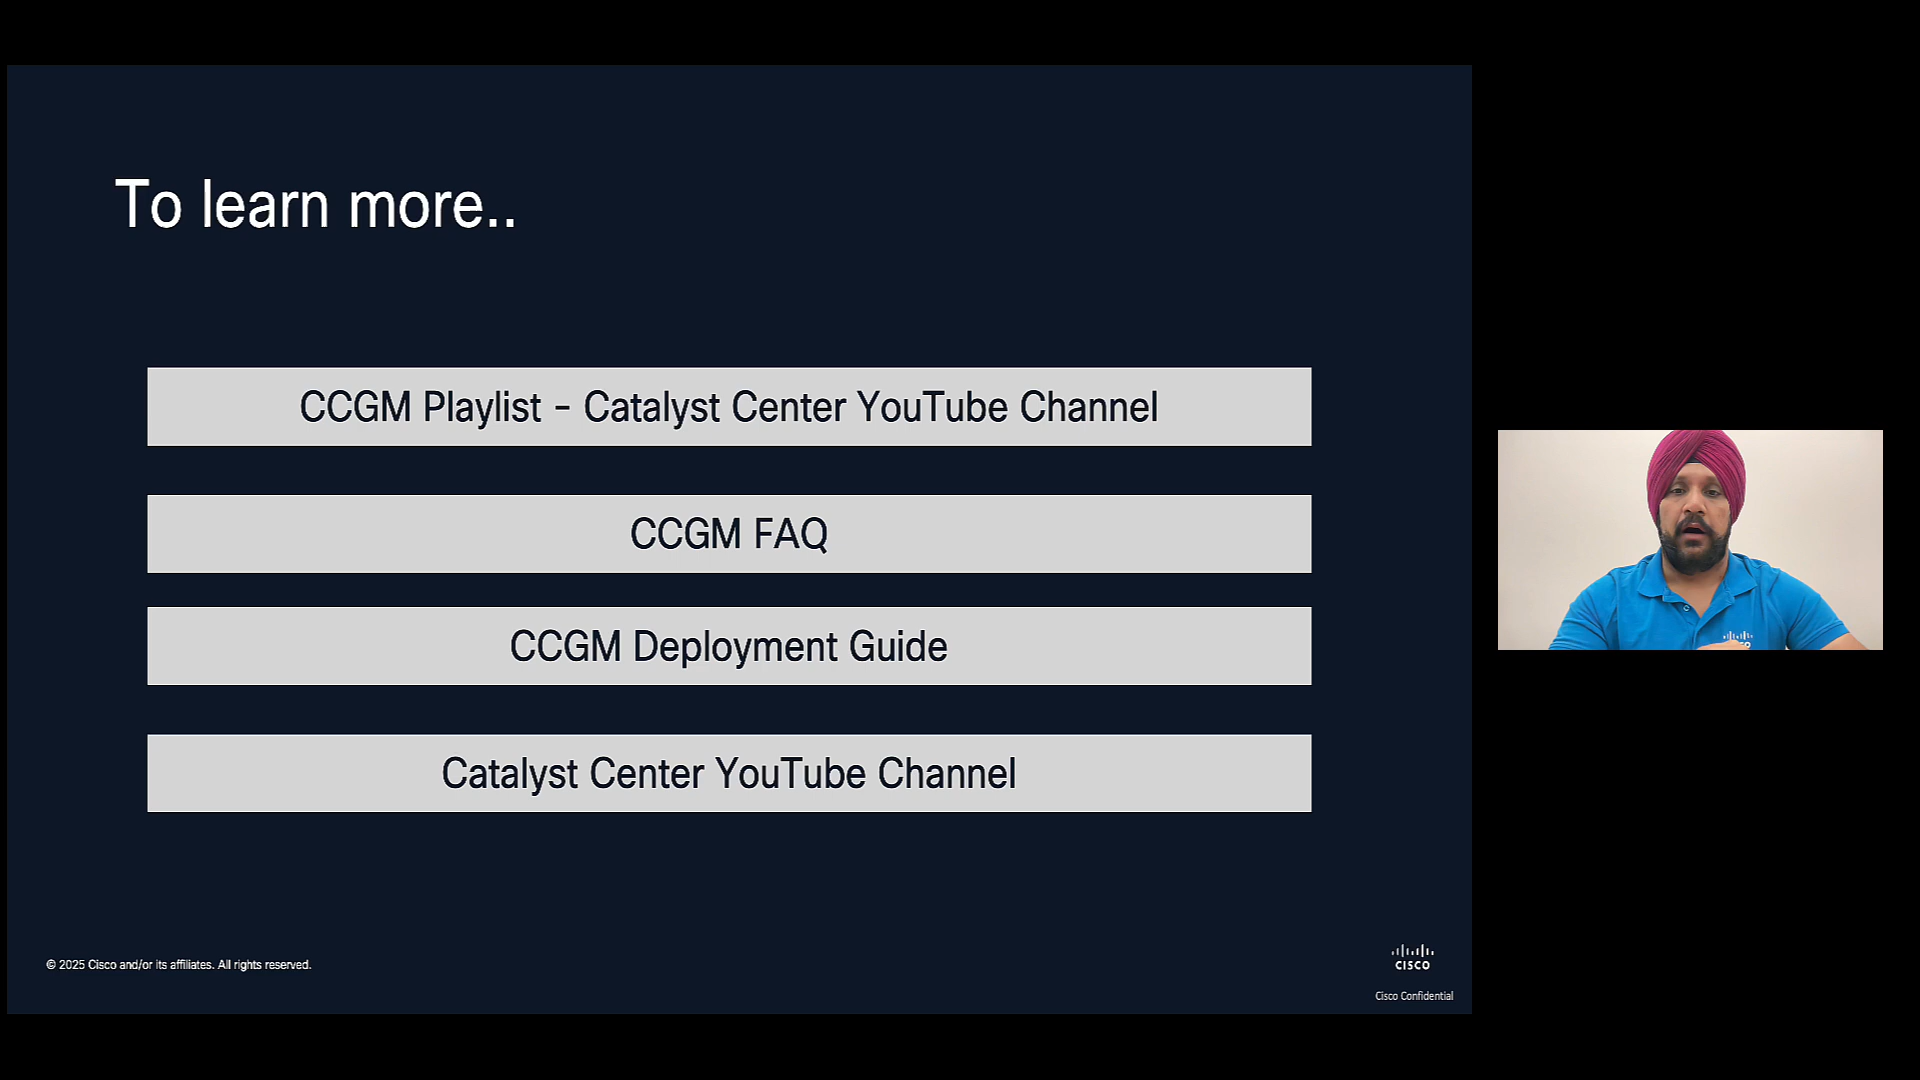 To learn more..
CCGM Playlist - Catalyst Center YouTube Channel
CCGM FAQ
CCGM Deployment Guide
Catalyst Center YouTube Channel
© 2025 Cisco and/or its affiliates. All rights reserved.
CISCO
Cisco Confidential